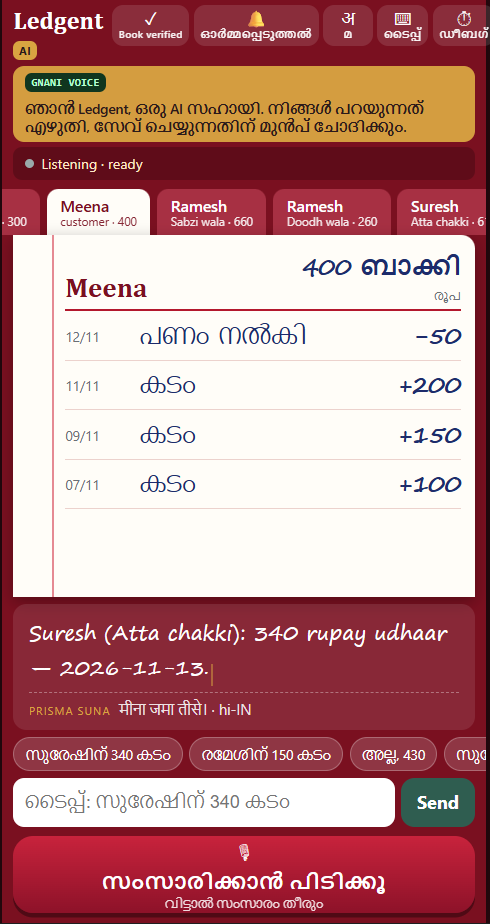 Ledgent
✓
Book verified
ഓർമ്മപ്പെടുത്തൽ
अ
മ
ടൈപ്പ്
ഡീബഗ്
AI
GNANI VOICE
ഞാൻ Ledgent, ഒരു AI സഹായി. നിങ്ങൾ പറയുന്നത്
എഴുതി, സേവ് ചെയ്യുന്നതിന് മുൻപ് ചോദിക്കും.
Listening · ready
· 300
Meena
customer · 400
Ramesh
Sabzi wala · 660
Ramesh
Doodh wala · 260
Suresh
Atta chakki · 6
400 ബാക്കി
Meena
രൂപ
12/11 പണം നൽകി −50
11/11 കടം +200
09/11 കടം +150
07/11 കടം +100
Suresh (Atta chakki): 340 rupay udhaar
— 2026-11-13.
PRISMA SUNA मीना जमा तीसे। · hi-IN
സുരേഷിന് 340 കടം
രമേശിന് 150 കടം
അല്ല, 430
ടൈപ്പ്: സുരേഷിന് 340 കടം
Send
സംസാരിക്കാൻ പിടിക്കൂ
വിട്ടാൽ സംസാരം തീരും